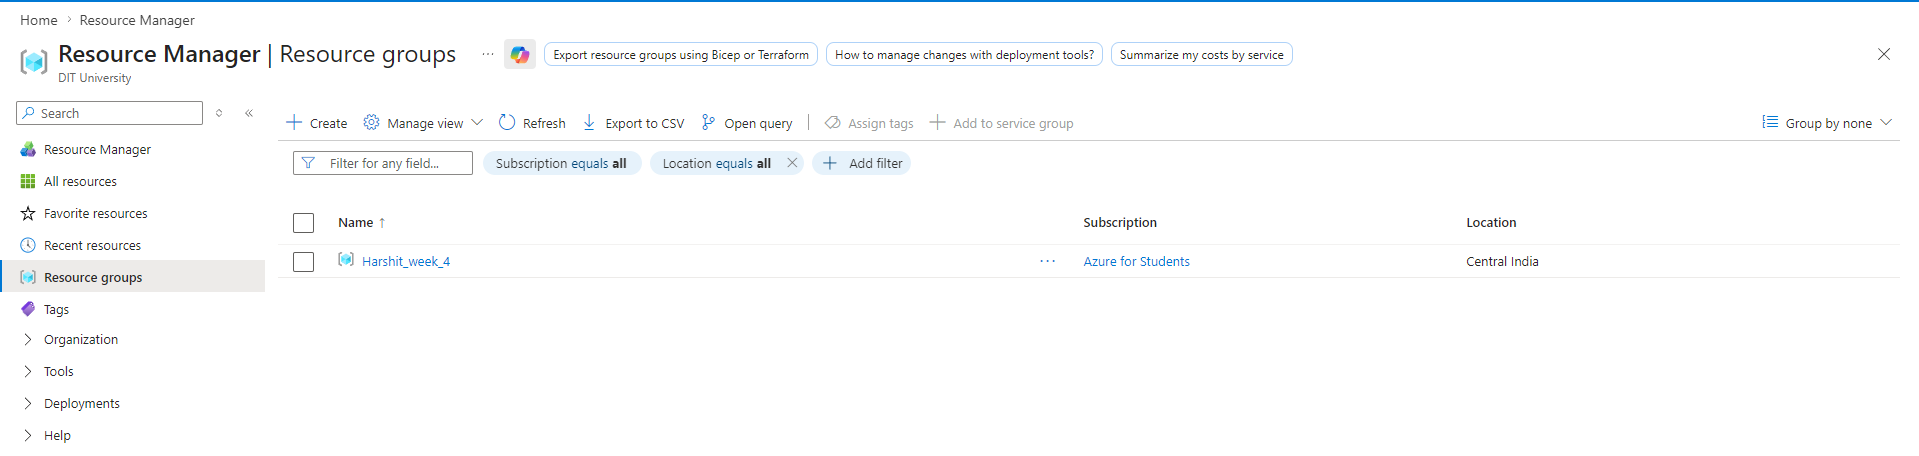 Home > Resource Manager
Resource Manager | Resource groups ... Export resource groups using Bicep or Terraform How to manage changes with deployment tools? Summarize my costs by service
DIT University
Search
Resource Manager
All resources
Favorite resources
Recent resources
Resource groups
Tags
Organization
Tools
Deployments
Help
Create Manage view Refresh Export to CSV Open query | Assign tags Add to service group Group by none
Filter for any field... Subscription equals all Location equals all Add filter
Name ↑ Subscription Location
Harshit_week_4 ... Azure for Students Central India